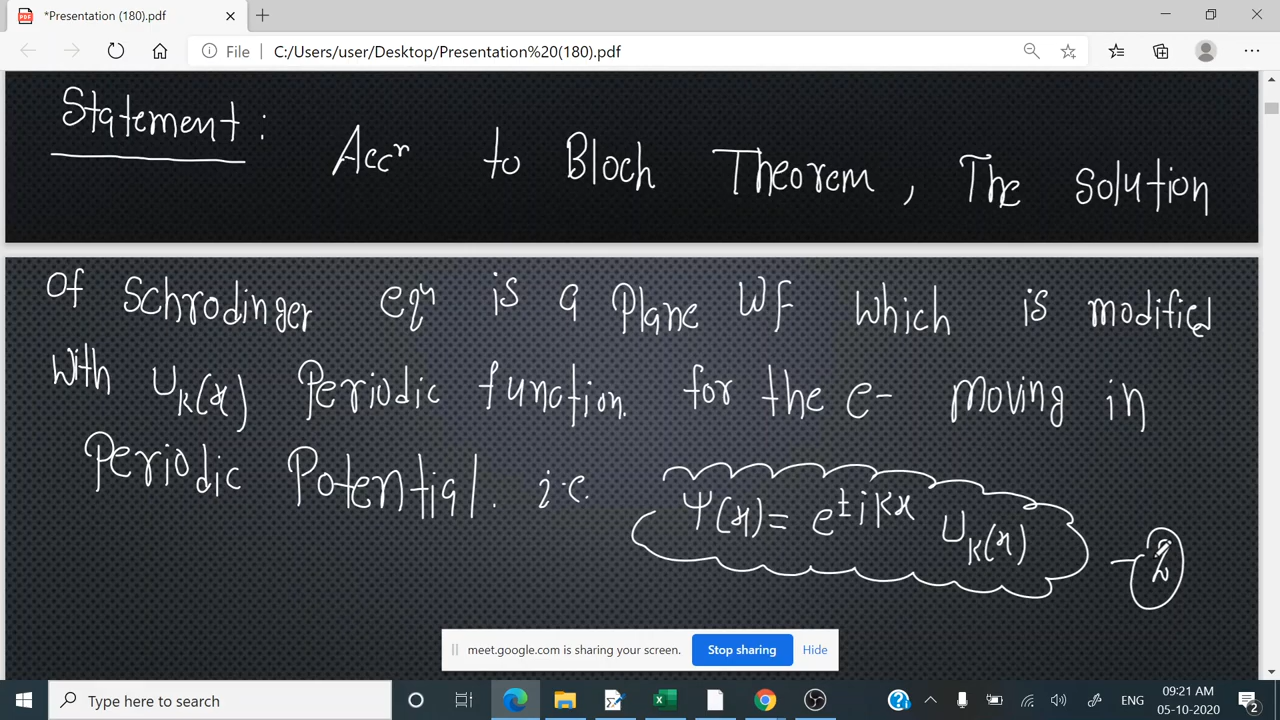 *Presentation (180).pdf
File C:/Users/user/Desktop/Presentation%20(180).pdf
Statement: Accr to Bloch Theorem, The Solution
Of Schrodinger eqn is a Plane WF which is modified
with Uk(x) Periodic function. for the e- moving in
Periodic Potential. i.e. Ψ(x)= e±ikx Uk(x) -2
meet.google.com is sharing your screen. Stop sharing Hide
Type here to search ENG 09:21 AM
05-10-2020 2